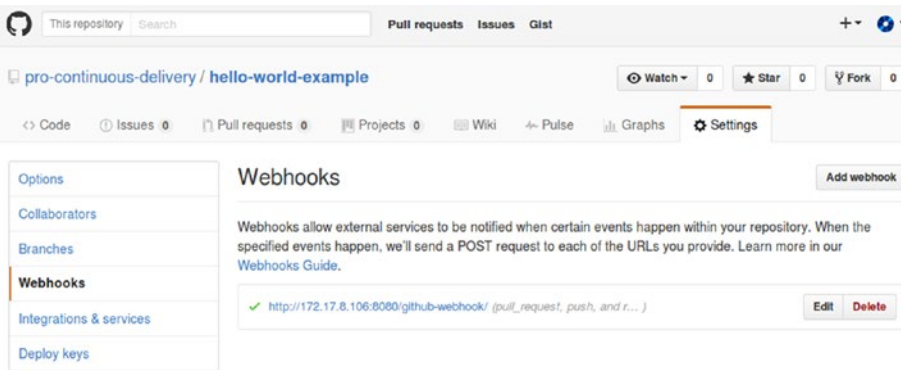 This repository Search Pull requests Issues Gist
pro-continuous-delivery / hello-world-example
Watch 0 Star 0 Fork 0
Code Issues 0 Pull requests 0 Projects 0 Wiki Pulse Graphs Settings
Options
Collaborators
Branches
Webhooks
Integrations & services
Deploy keys
Webhooks
Add webhook
Webhooks allow external services to be notified when certain events happen within your repository. When the
specified events happen, we'll send a POST request to each of the URLs you provide. Learn more in our
Webhooks Guide.
http://172.17.8.106:8080/github-webhook/ (pull_request, push, and r... )
Edit Delete